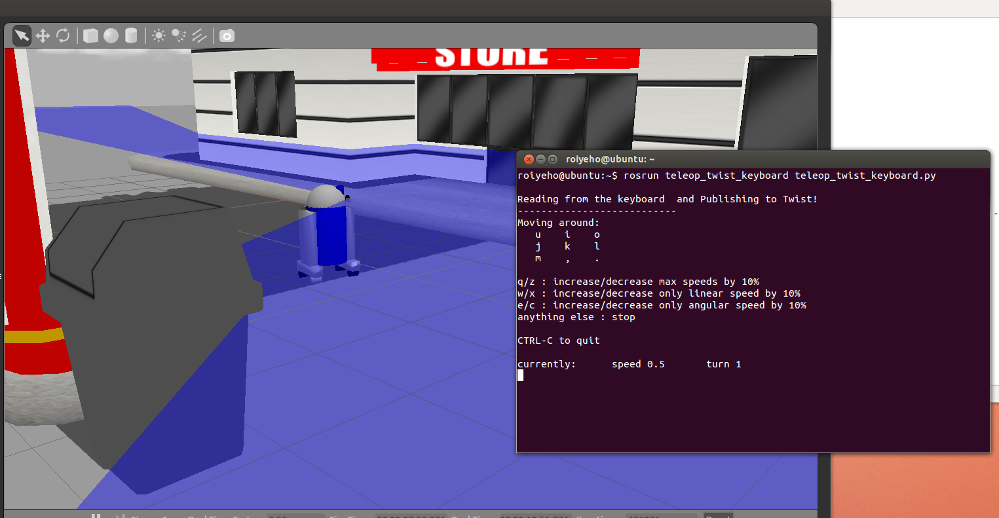 STORE
roiyeho@ubuntu: ~
roiyeho@ubuntu:~$ rosrun teleop_twist_keyboard teleop_twist_keyboard.py
Reading from the keyboard  and Publishing to Twist!
---------------------------
Moving around:
u    i    o
j    k    l
m    ,    .
q/z : increase/decrease max speeds by 10%
w/x : increase/decrease only linear speed by 10%
e/c : increase/decrease only angular speed by 10%
anything else : stop
CTRL-C to quit
currently:      speed 0.5       turn 1